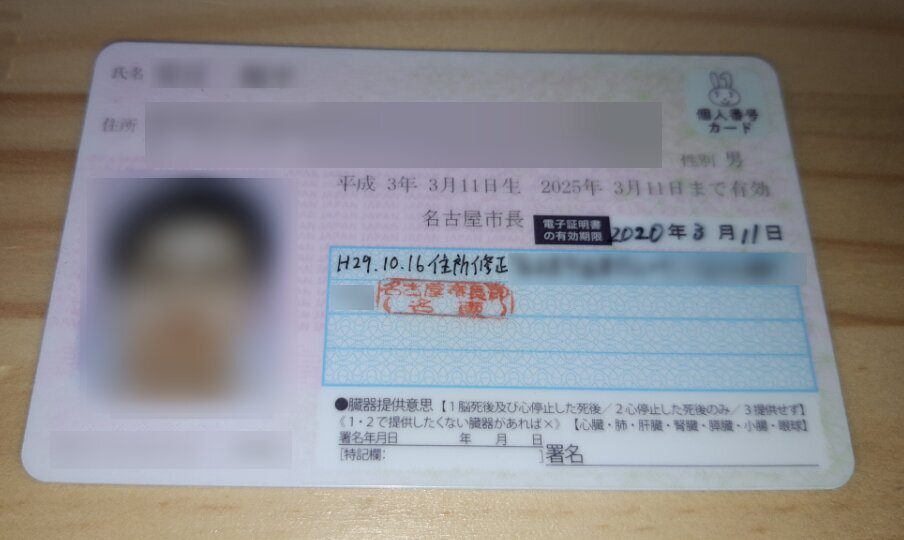 氏名
個人番号
カード
住所
性別 男
平成 3年 3月11日生 2025年 3月11日まで有効
名古屋市長 電子証明書の有効期限 2020年3月11日
H29.10.16住所修正
名古屋市長印
●臓器提供意思【1脳死後及び心停止した死後/2心停止した死後のみ/3提供せず】
《1・2で提供したくない臓器があれば×》【心臓・肺・肝臓・腎臓・膵臓・小腸・眼球】
署名年月日 年 月 日
[特記欄: ]署名